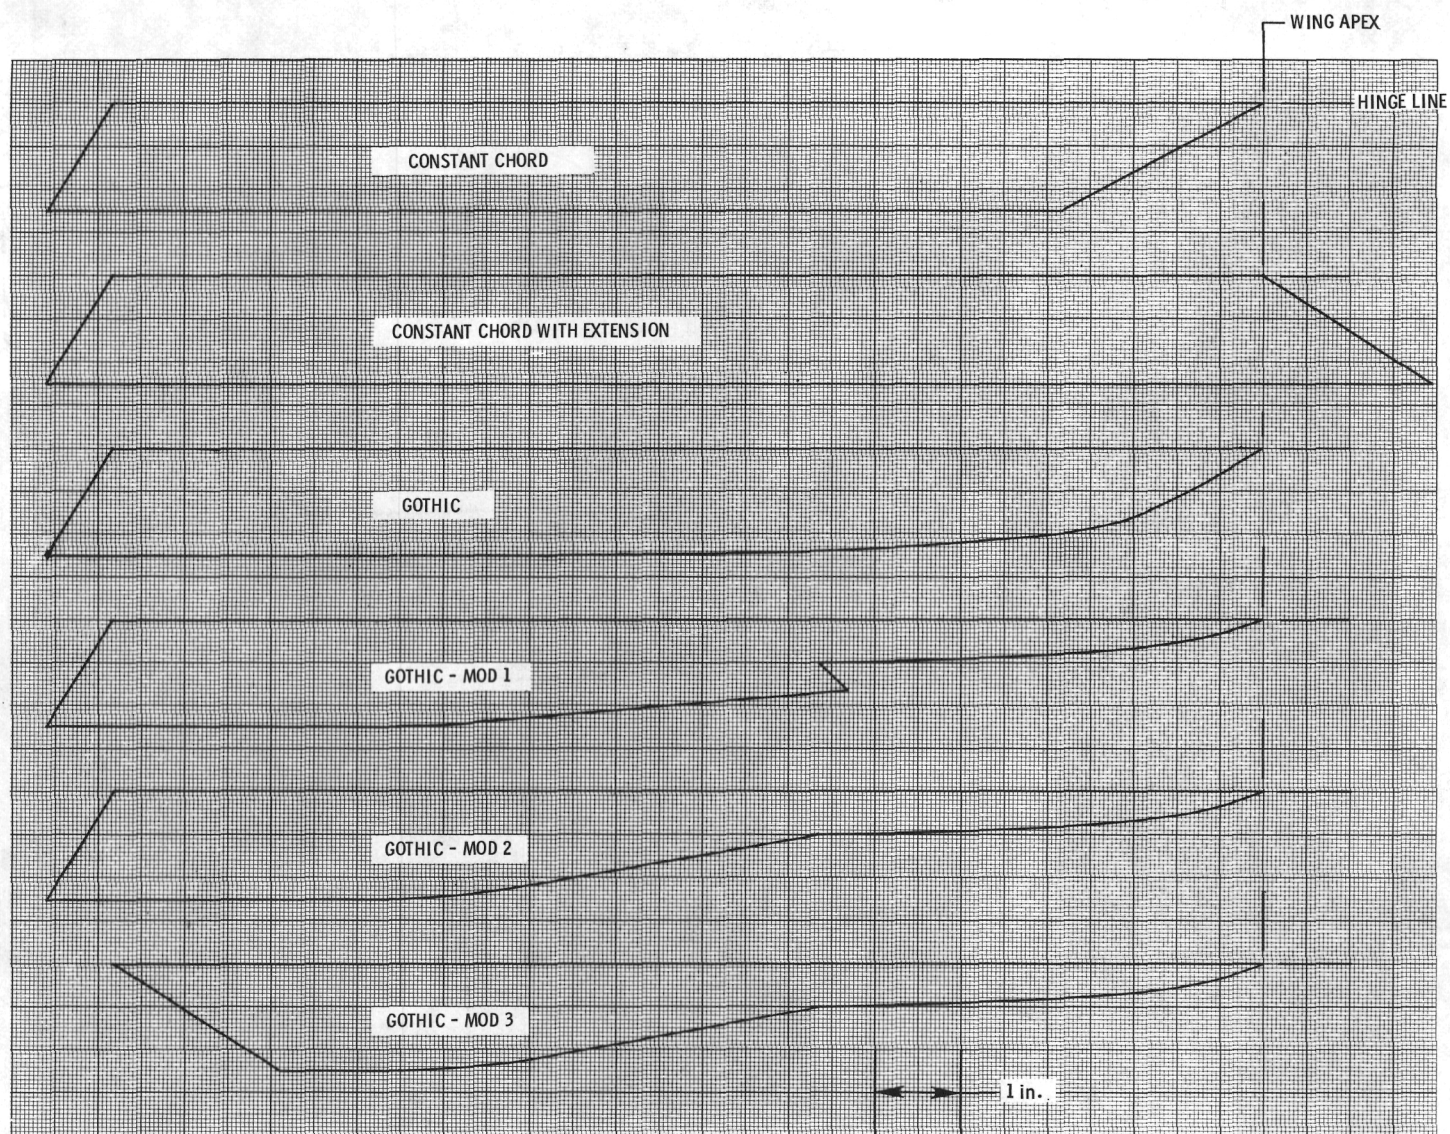 WING APEX
HINGE LINE
CONSTANT CHORD
CONSTANT CHORD WITH EXTENSION
GOTHIC
GOTHIC - MOD 1
GOTHIC - MOD 2
GOTHIC - MOD 3
1 in.